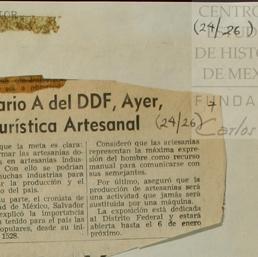 CENTRO
(24/26)
DE HISTO
DE MEX
FUNDA
ario A del DDF, Ayer,
urística Artesanal
(24/26)
Carlos
que la meta es clara:
rmar las artesanías do-
en artesanías indus-
Con ello se podrían
muchas industrias para
ar la producción y el
del país.
su parte, el cronista de
ad de México, Salvador
explicó la importancia
tenido para el país las
opulares, desde su ini-
1528.
Consideró que las artesanías
representan la máxima expre-
sión del hombre como recurso
manual para comunicarse con
sus semejantes.
Por último, aseguró que la
producción de artesanías será
una actividad que jamás será
sustituida por una máquina.
La exposición está dedicada
al Distrito Federal y estará
abierta hasta el 6 de enero
próximo.